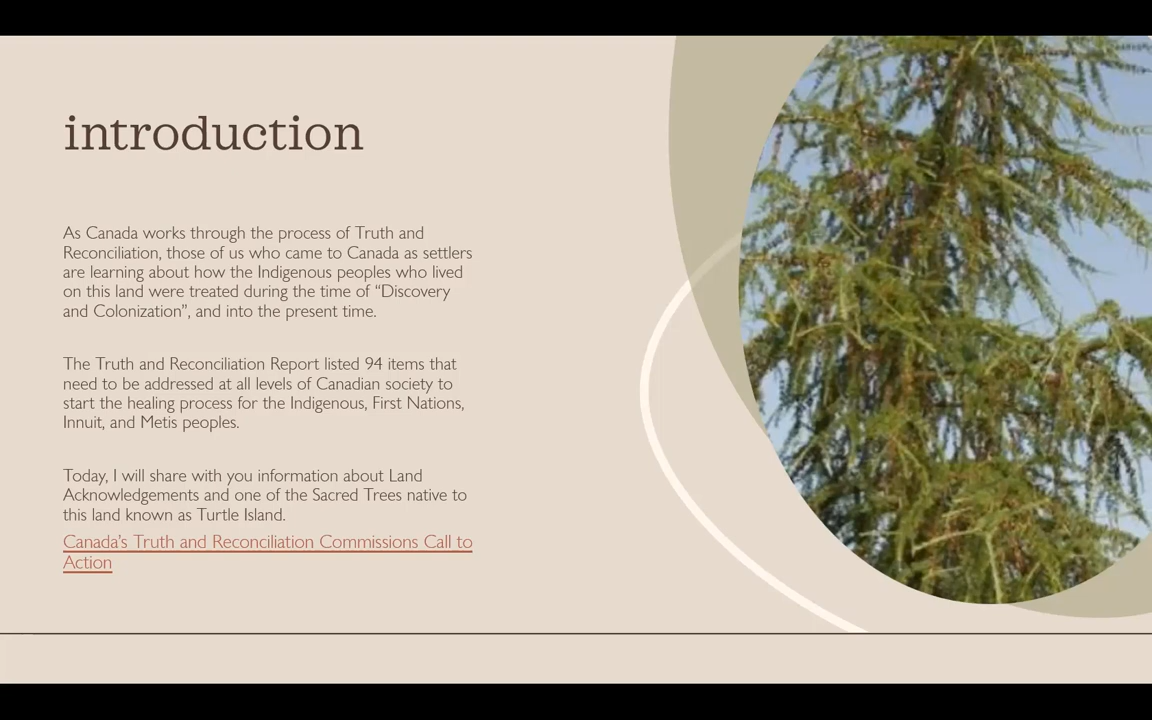 introduction
As Canada works through the process of Truth and
Reconciliation, those of us who came to Canada as settlers
are learning about how the Indigenous peoples who lived
on this land were treated during the time of “Discovery
and Colonization”, and into the present time.
The Truth and Reconciliation Report listed 94 items that
need to be addressed at all levels of Canadian society to
start the healing process for the Indigenous, First Nations,
Innuit, and Metis peoples.
Today, I will share with you information about Land
Acknowledgements and one of the Sacred Trees native to
this land known as Turtle Island.
Canada’s Truth and Reconciliation Commissions Call to
Action